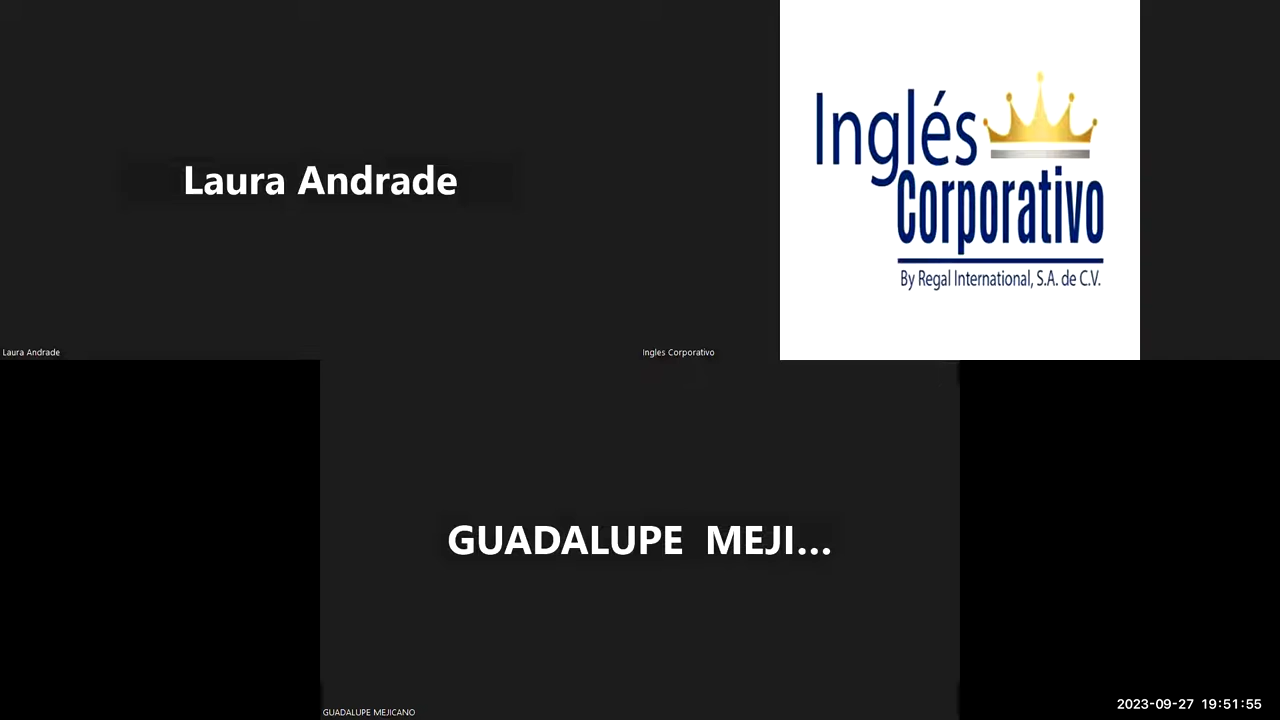 Laura Andrade
Laura Andrade
Inglés
Corporativo
By Regal International, S.A. de C.V.
Ingles Corporativo
GUADALUPE MEJI...
GUADALUPE MEJICANO
2023-09-27 19:51:55